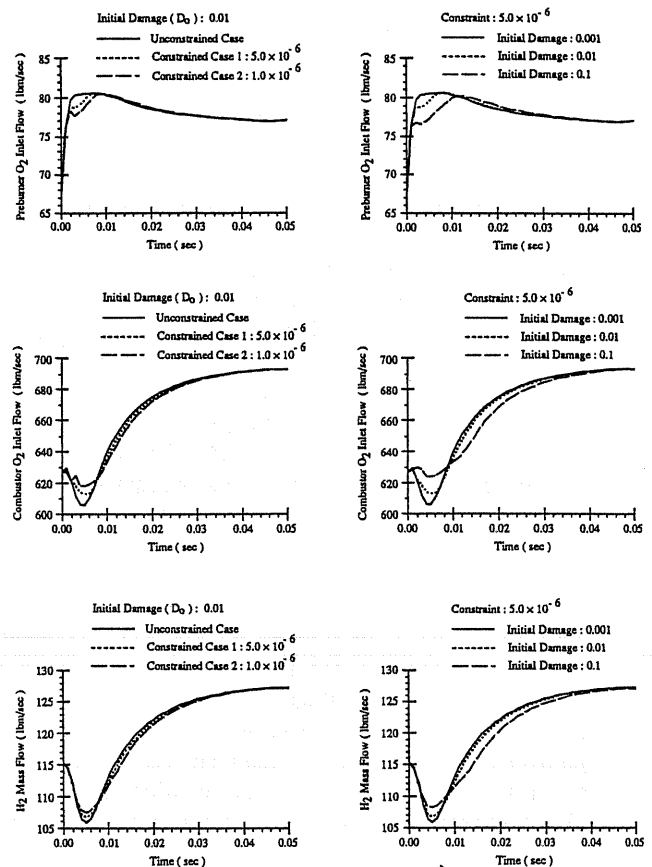 Initial Damage ( D₀ ) : 0.01
Unconstrained Case
Constrained Case 1 : 5.0 × 10⁻⁶
Constrained Case 2 : 1.0 × 10⁻⁶
85
80
75
70
65
Preburner O₂ Inlet Flow ( lbm/sec )
0.00 0.01 0.02 0.03 0.04 0.05
Time ( sec )
Constraint : 5.0 × 10⁻⁶
Initial Damage : 0.001
Initial Damage : 0.01
Initial Damage : 0.1
85
80
75
70
65
Preburner O₂ Inlet Flow ( lbm/sec )
0.00 0.01 0.02 0.03 0.04 0.05
Time ( sec )
Initial Damage ( D₀ ) : 0.01
Unconstrained Case
Constrained Case 1 : 5.0 × 10⁻⁶
Constrained Case 2 : 1.0 × 10⁻⁶
700
680
660
640
620
600
Combustor O₂ Inlet Flow ( lbm/sec )
0.00 0.01 0.02 0.03 0.04 0.05
Time ( sec )
Constraint : 5.0 × 10⁻⁶
Initial Damage : 0.001
Initial Damage : 0.01
Initial Damage : 0.1
700
680
660
640
620
600
Combustor O₂ Inlet Flow ( lbm/sec )
0.00 0.01 0.02 0.03 0.04 0.05
Time ( sec )
Initial Damage ( D₀ ) : 0.01
Unconstrained Case
Constrained Case 1 : 5.0 × 10⁻⁶
Constrained Case 2 : 1.0 × 10⁻⁶
130
125
120
115
110
105
H₂ Mass Flow ( lbm/sec )
0.00 0.01 0.02 0.03 0.04 0.05
Time ( sec )
Constraint : 5.0 × 10⁻⁶
Initial Damage : 0.001
Initial Damage : 0.01
Initial Damage : 0.1
130
125
120
115
110
105
H₂ Mass Flow ( lbm/sec )
0.00 0.01 0.02 0.03 0.04 0.05
Time ( sec )